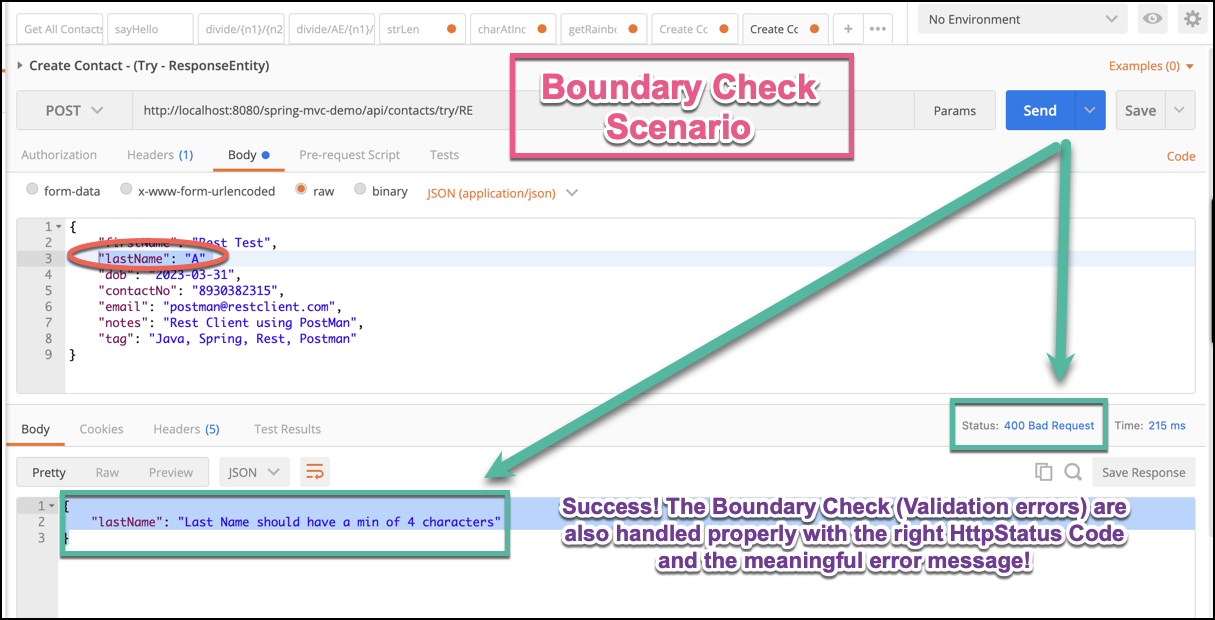 Get All Contacts sayHello divide/{n1}/{n2 divide/AE/{n1}/ strLen charAtInc getRainb Create Cc Create Cc + ••• No Environment
Create Contact - (Try - ResponseEntity) Examples (0)
Boundary Check
Scenario
POST http://localhost:8080/spring-mvc-demo/api/contacts/try/RE Params Send Save
Authorization Headers (1) Body Pre-request Script Tests Code
form-data x-www-form-urlencoded raw binary JSON (application/json)
1 {
2 "firstName": "Rest Test",
3 "lastName": "A"
4 "dob": "2023-03-31",
5 "contactNo": "8930382315",
6 "email": "postman@restclient.com",
7 "notes": "Rest Client using PostMan",
8 "tag": "Java, Spring, Rest, Postman"
9 }
Body Cookies Headers (5) Test Results Status: 400 Bad Request Time: 215 ms
Pretty Raw Preview JSON Save Response
1 {
2 "lastName": "Last Name should have a min of 4 characters"
3 }
Success! The Boundary Check (Validation errors) are
also handled properly with the right HttpStatus Code
and the meaningful error message!